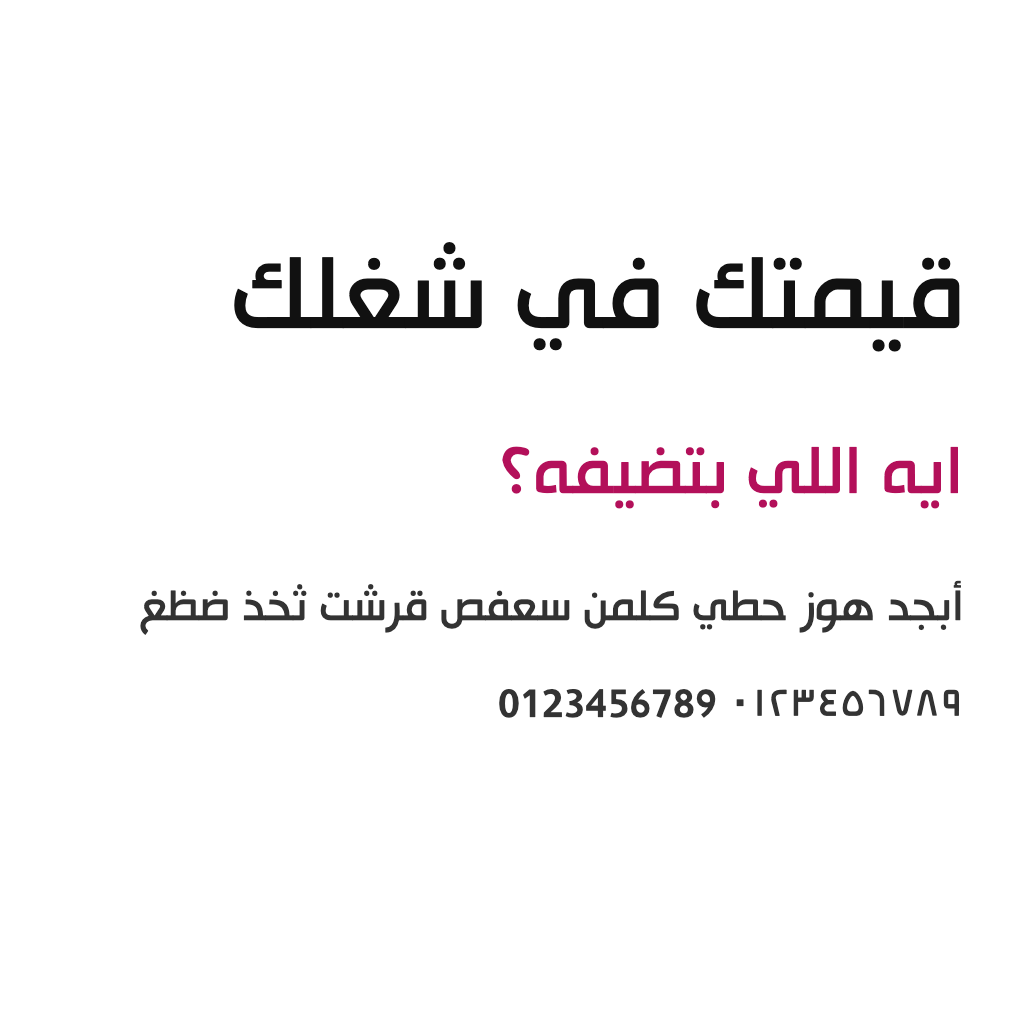 قيمتك في شغلك
ايه اللي بتضيفه؟
أبجد هوز حطي كلمن سعفص قرشت ثخذ ضظغ
0123456789 ٠١٢٣٤٥٦٧٨٩